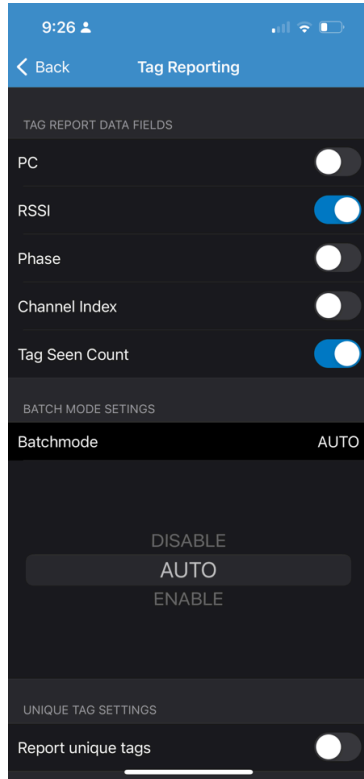 9:26
Back
Tag Reporting
TAG REPORT DATA FIELDS
PC
RSSI
Phase
Channel Index
Tag Seen Count
BATCH MODE SETINGS
Batchmode AUTO
DISABLE
AUTO
ENABLE
UNIQUE TAG SETTINGS
Report unique tags